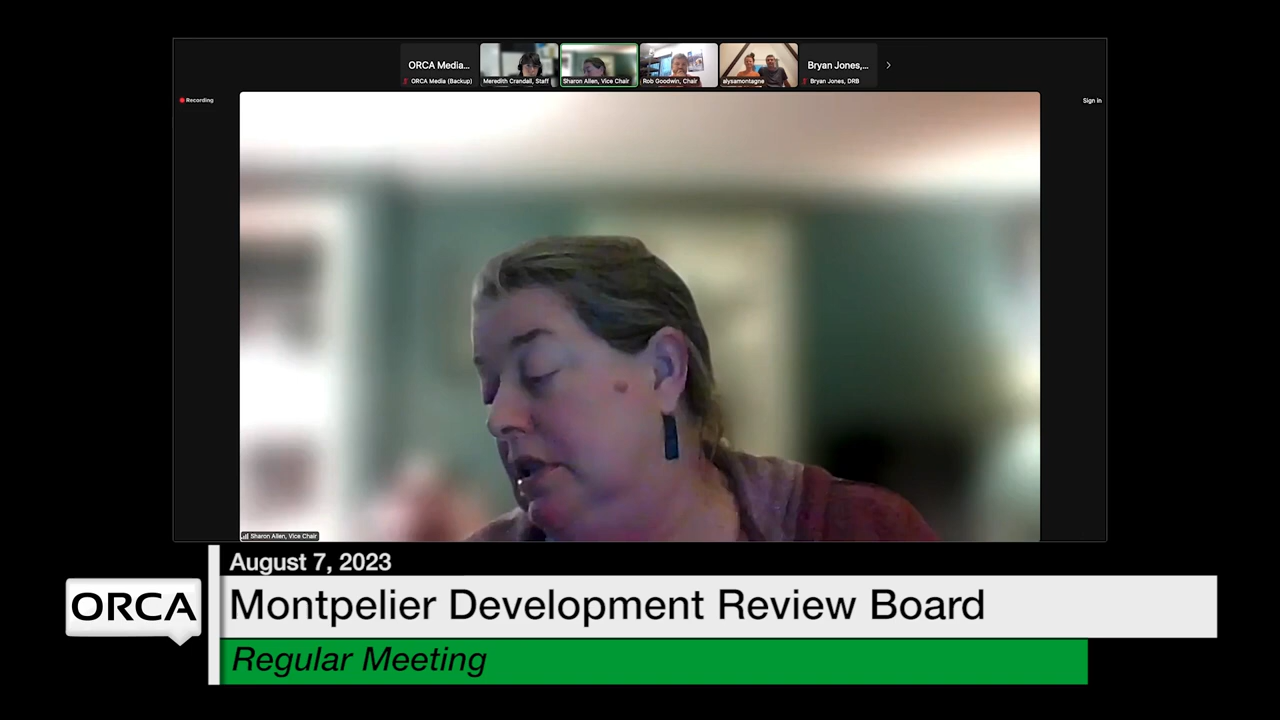 ORCA Media...
Bryan Jones,...
ORCA Media (Backup)
Meredith Crandall, Staff
Sharon Allen, Vice Chair
Rob Goodwin, Chair
alysamontagne
Bryan Jones, DRB
Recording
Sign in
Sharon Allen, Vice Chair
August 7, 2023
ORCA
Montpelier Development Review Board
Regular Meeting